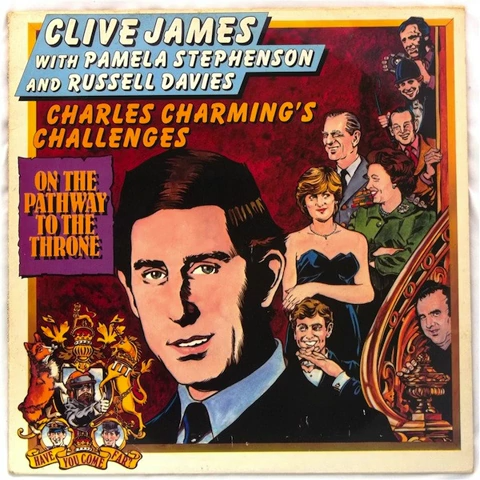 CLIVE JAMES
WITH PAMELA STEPHENSON
AND RUSSELL DAVIES
CHARLES CHARMING'S
CHALLENGES
ON THE
PATHWAY
TO THE
THRONE
HAVE YOU COME FAR?